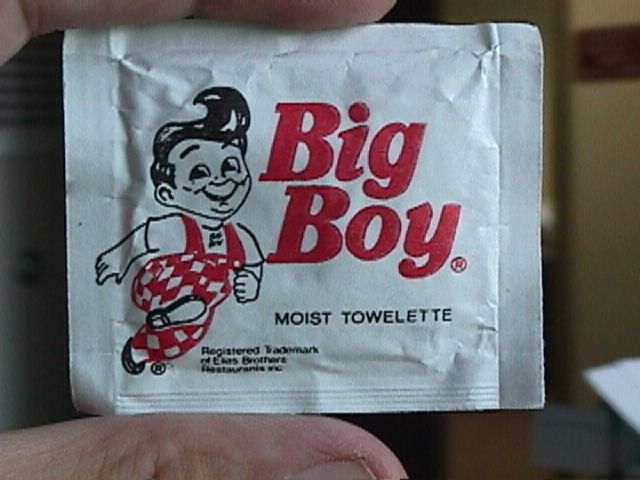 Big
Boy®
MOIST TOWELETTE
®
Registered Trademark
of Elias Brothers
Restaurants inc